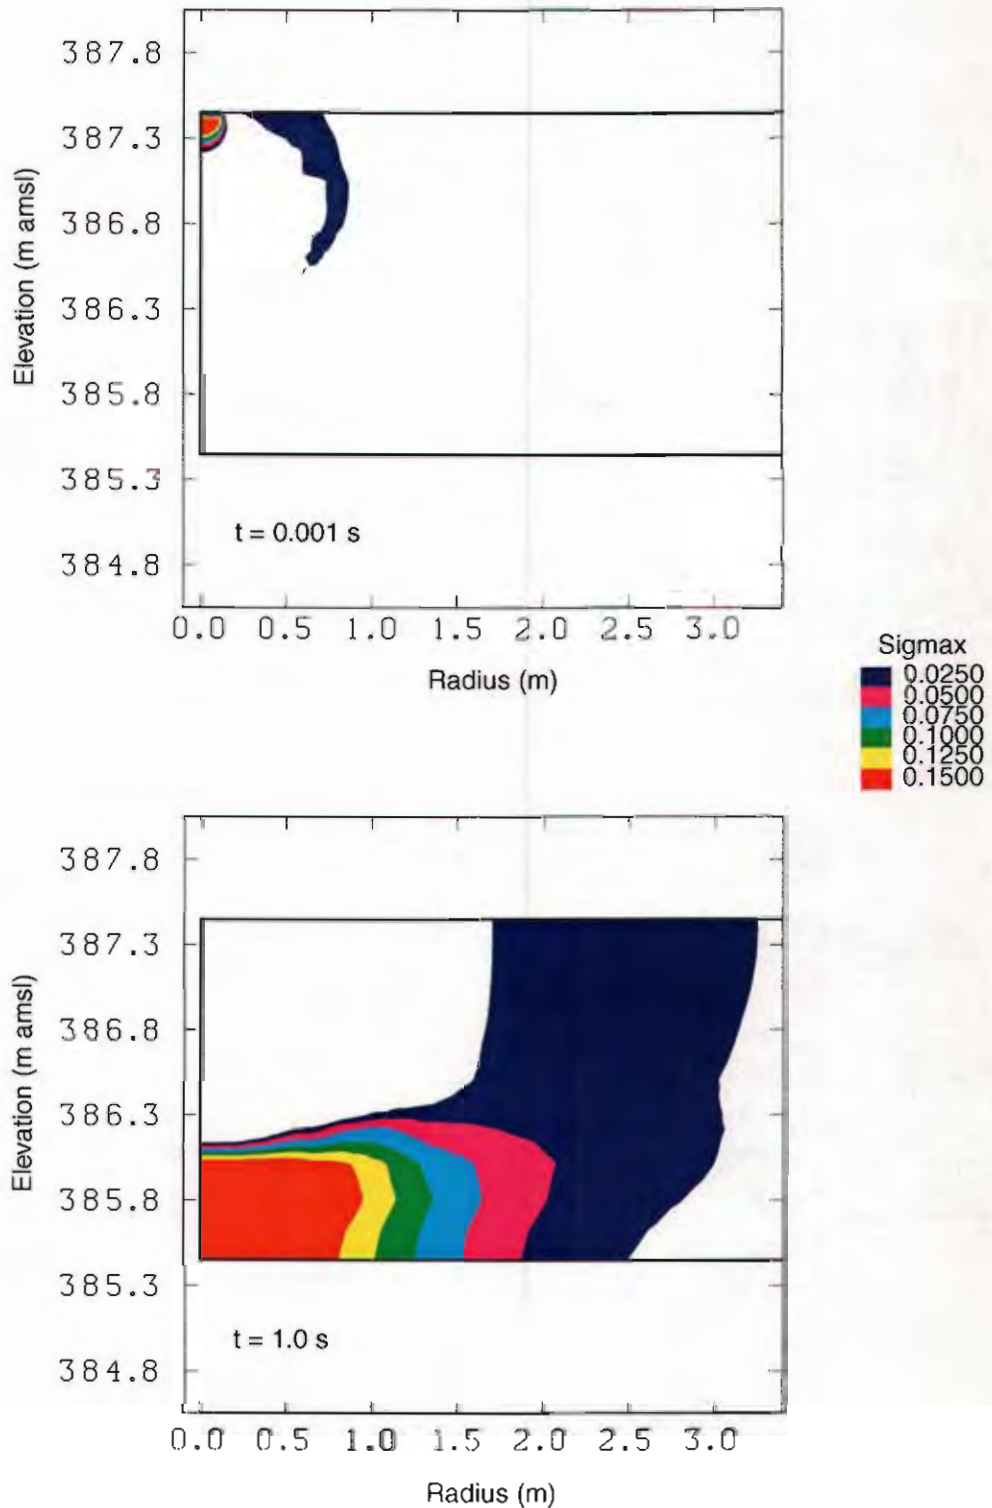 387.8
387.3
386.8
386.3
385.8
385.3
384.8
Elevation (m amsl)
t = 0.001 s
0.0 0.5 1.0 1.5 2.0 2.5 3.0
Radius (m)
Sigmax
0.0250
0.0500
0.0750
0.1000
0.1250
0.1500
387.8
387.3
386.8
386.3
385.8
385.3
384.8
Elevation (m amsl)
t = 1.0 s
0.0 0.5 1.0 1.5 2.0 2.5 3.0
Radius (m)